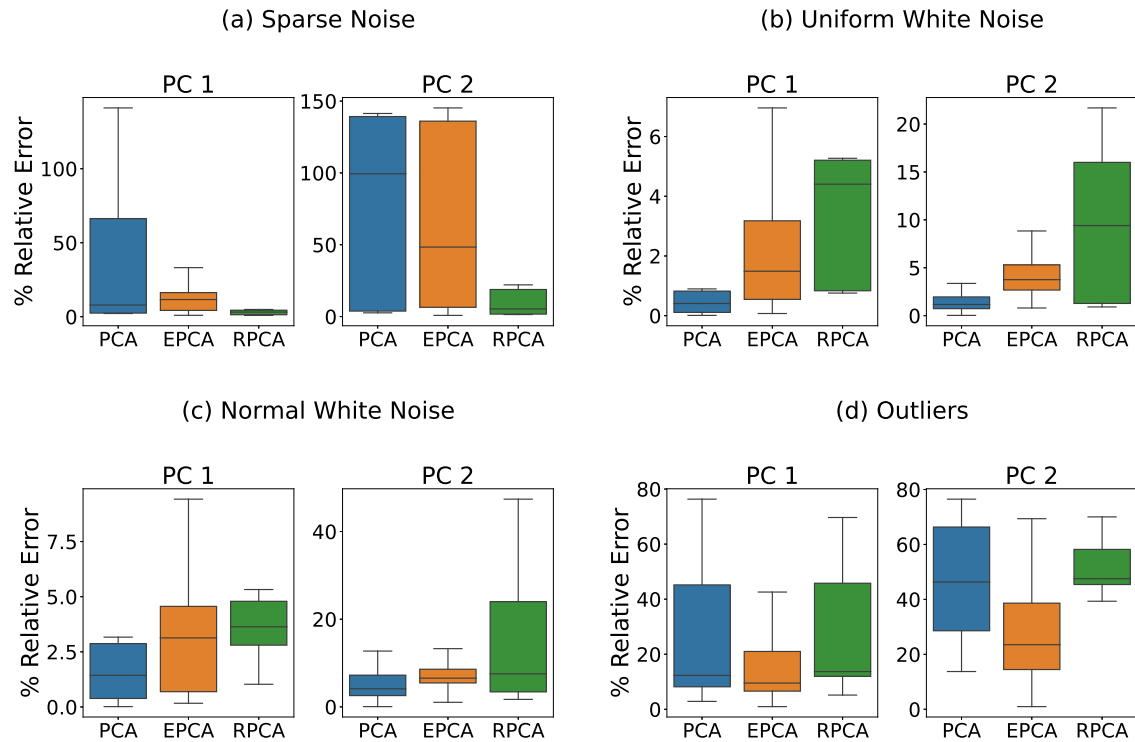 (a) Sparse Noise
PC 1
PC 2
% Relative Error
100
50
0
150
100
50
0
PCA EPCA RPCA
PCA EPCA RPCA
(b) Uniform White Noise
PC 1
PC 2
% Relative Error
6
4
2
0
20
15
10
5
0
PCA EPCA RPCA
PCA EPCA RPCA
(c) Normal White Noise
PC 1
PC 2
% Relative Error
7.5
5.0
2.5
0.0
40
20
0
PCA EPCA RPCA
PCA EPCA RPCA
(d) Outliers
PC 1
PC 2
% Relative Error
80
60
40
20
0
80
60
40
20
0
PCA EPCA RPCA
PCA EPCA RPCA